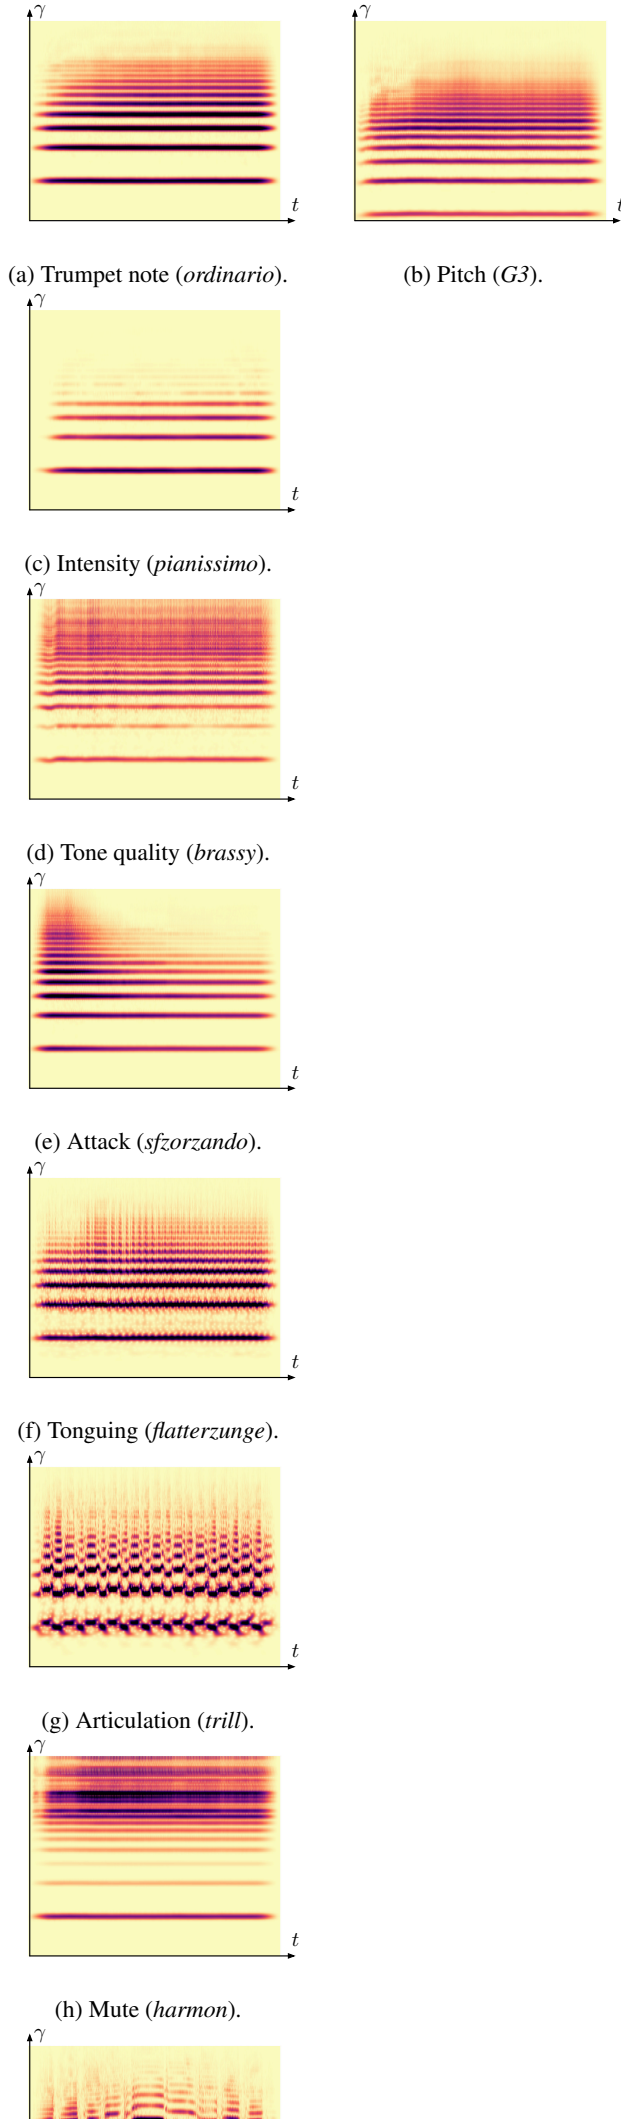 γ
γ
t
t
(a) Trumpet note (ordinario).
(b) Pitch (G3).
γ
t
(c) Intensity (pianissimo).
γ
t
(d) Tone quality (brassy).
γ
t
(e) Attack (sfzorzando).
γ
t
(f) Tonguing (flatterzunge).
γ
t
(g) Articulation (trill).
γ
t
(h) Mute (harmon).
γ